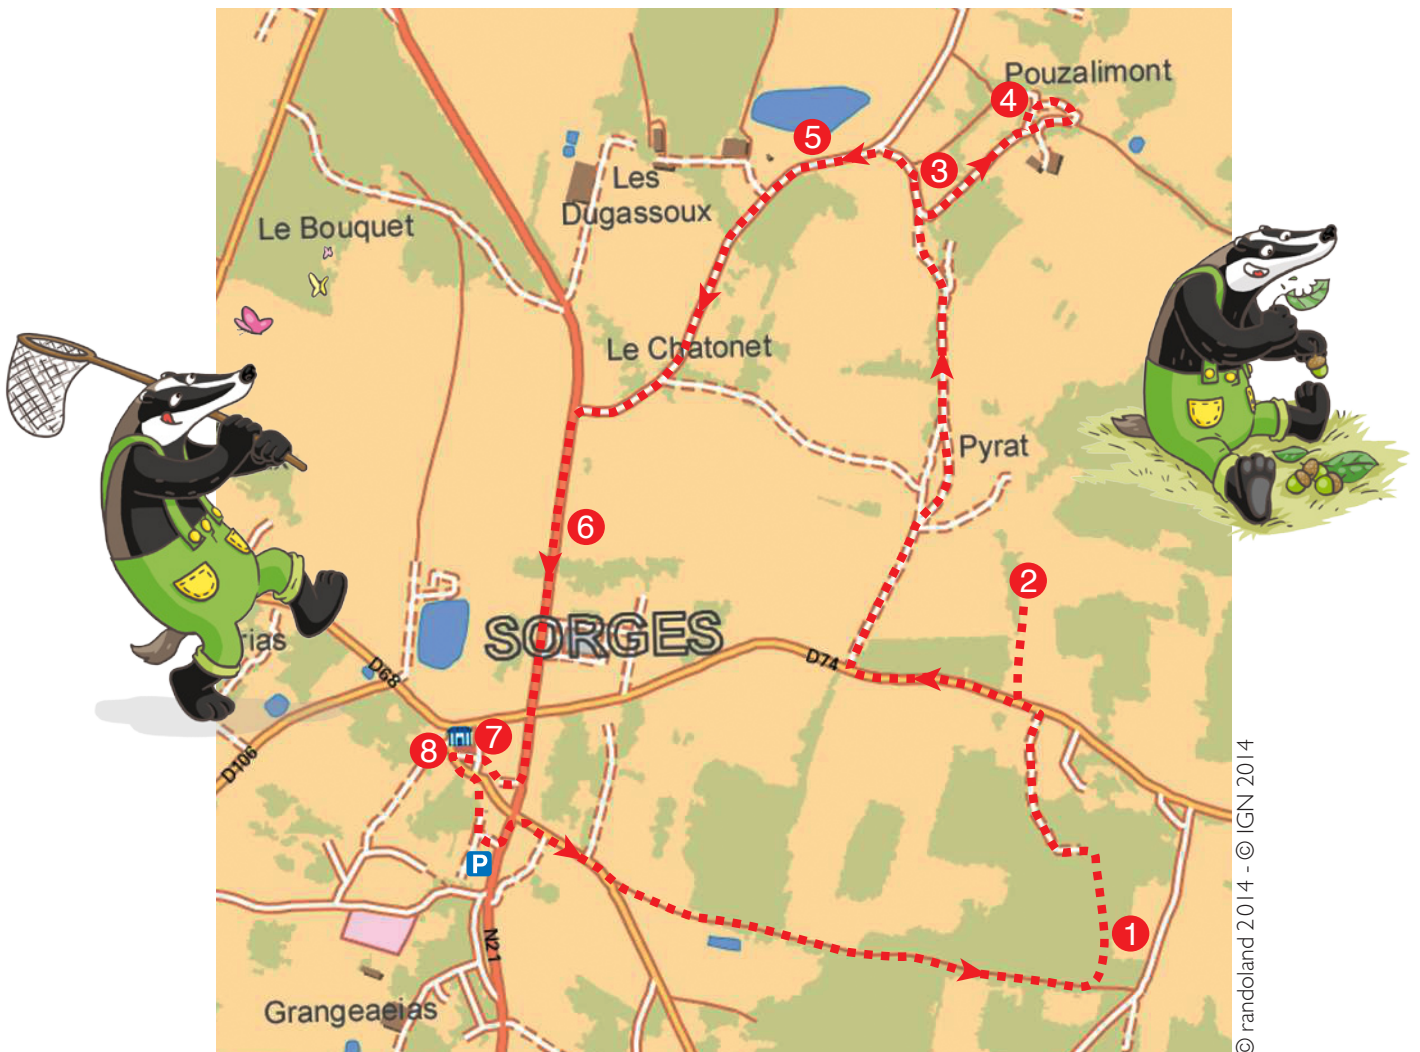 Pouzalimont
4
5
3
Les
Dugassoux
Le Bouquet
Le Chatonet
Pyrat
6
2
SORGES
rias
D74
D68
7
8
D106
P
1
N21
Grangeaeias
© randoland 2014 - © IGN 2014